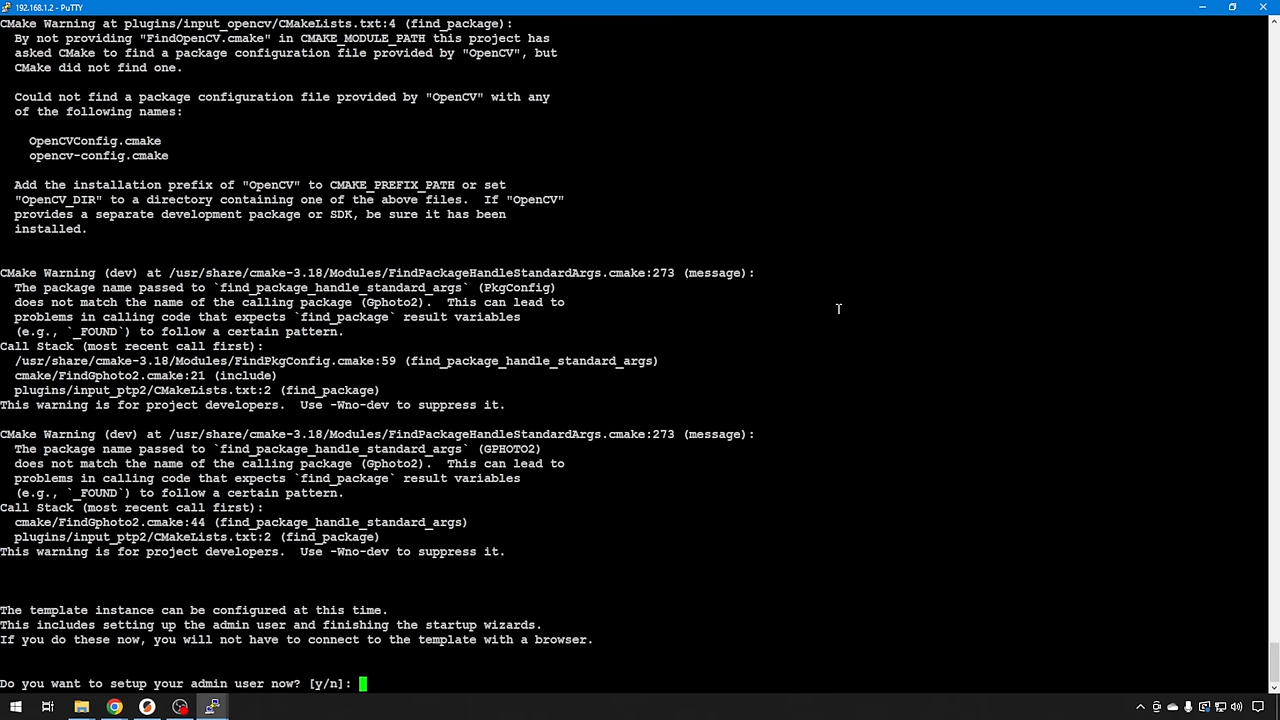 192.168.1.2 - PuTTY
CMake Warning at plugins/input_opencv/CMakeLists.txt:4 (find_package):
By not providing "FindOpenCV.cmake" in CMAKE_MODULE_PATH this project has
asked CMake to find a package configuration file provided by "OpenCV", but
CMake did not find one.
Could not find a package configuration file provided by "OpenCV" with any
of the following names:
OpenCVConfig.cmake
opencv-config.cmake
Add the installation prefix of "OpenCV" to CMAKE_PREFIX_PATH or set
"OpenCV_DIR" to a directory containing one of the above files.  If "OpenCV"
provides a separate development package or SDK, be sure it has been
installed.
CMake Warning (dev) at /usr/share/cmake-3.18/Modules/FindPackageHandleStandardArgs.cmake:273 (message):
The package name passed to `find_package_handle_standard_args` (PkgConfig)
does not match the name of the calling package (Gphoto2).  This can lead to
problems in calling code that expects `find_package` result variables
(e.g., `_FOUND`) to follow a certain pattern.
Call Stack (most recent call first):
/usr/share/cmake-3.18/Modules/FindPkgConfig.cmake:59 (find_package_handle_standard_args)
cmake/FindGphoto2.cmake:21 (include)
plugins/input_ptp2/CMakeLists.txt:2 (find_package)
This warning is for project developers.  Use -Wno-dev to suppress it.
CMake Warning (dev) at /usr/share/cmake-3.18/Modules/FindPackageHandleStandardArgs.cmake:273 (message):
The package name passed to `find_package_handle_standard_args` (GPHOTO2)
does not match the name of the calling package (Gphoto2).  This can lead to
problems in calling code that expects `find_package` result variables
(e.g., `_FOUND`) to follow a certain pattern.
Call Stack (most recent call first):
cmake/FindGphoto2.cmake:44 (find_package_handle_standard_args)
plugins/input_ptp2/CMakeLists.txt:2 (find_package)
This warning is for project developers.  Use -Wno-dev to suppress it.
The template instance can be configured at this time.
This includes setting up the admin user and finishing the startup wizards.
If you do these now, you will not have to connect to the template with a browser.
Do you want to setup your admin user now? [y/n]: